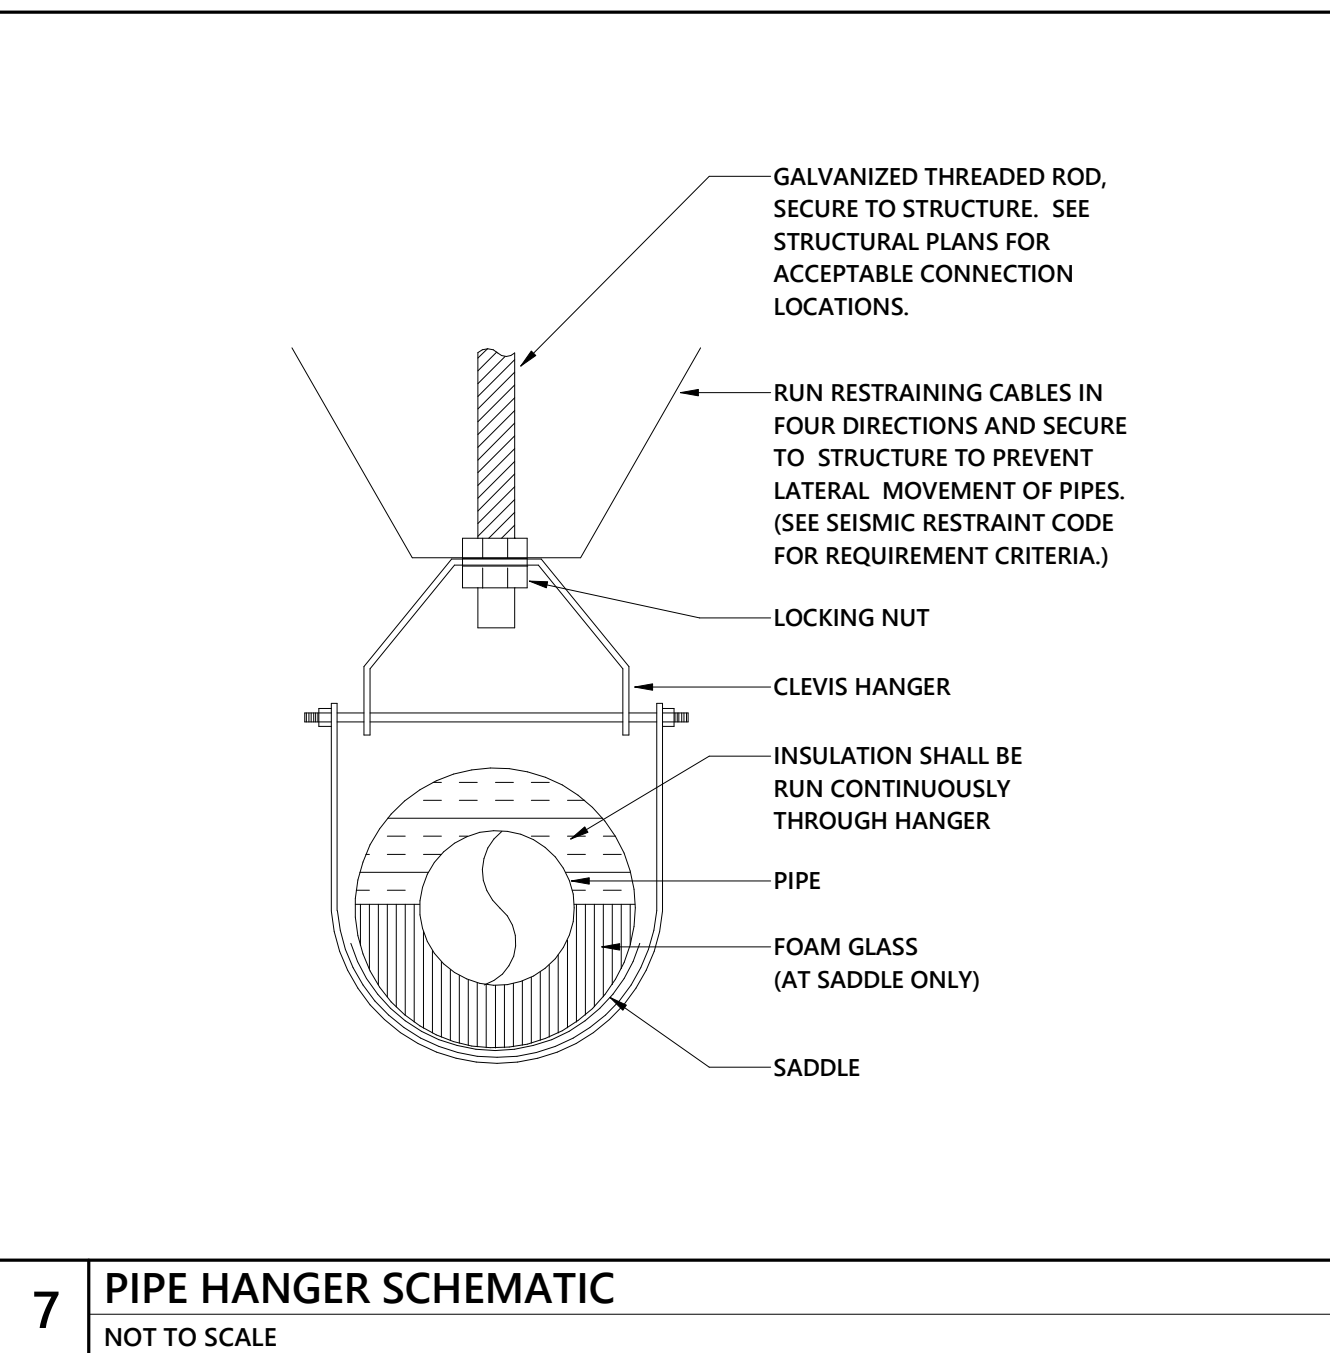 GALVANIZED THREADED ROD,
SECURE TO STRUCTURE.  SEE
STRUCTURAL PLANS FOR
ACCEPTABLE CONNECTION
LOCATIONS.
RUN RESTRAINING CABLES IN
FOUR DIRECTIONS AND SECURE
TO  STRUCTURE TO PREVENT
LATERAL  MOVEMENT OF PIPES.
(SEE SEISMIC RESTRAINT CODE
FOR REQUIREMENT CRITERIA.)
LOCKING NUT
CLEVIS HANGER
INSULATION SHALL BE
RUN CONTINUOUSLY
THROUGH HANGER
PIPE
FOAM GLASS
(AT SADDLE ONLY)
SADDLE
7
PIPE HANGER SCHEMATIC
NOT TO SCALE